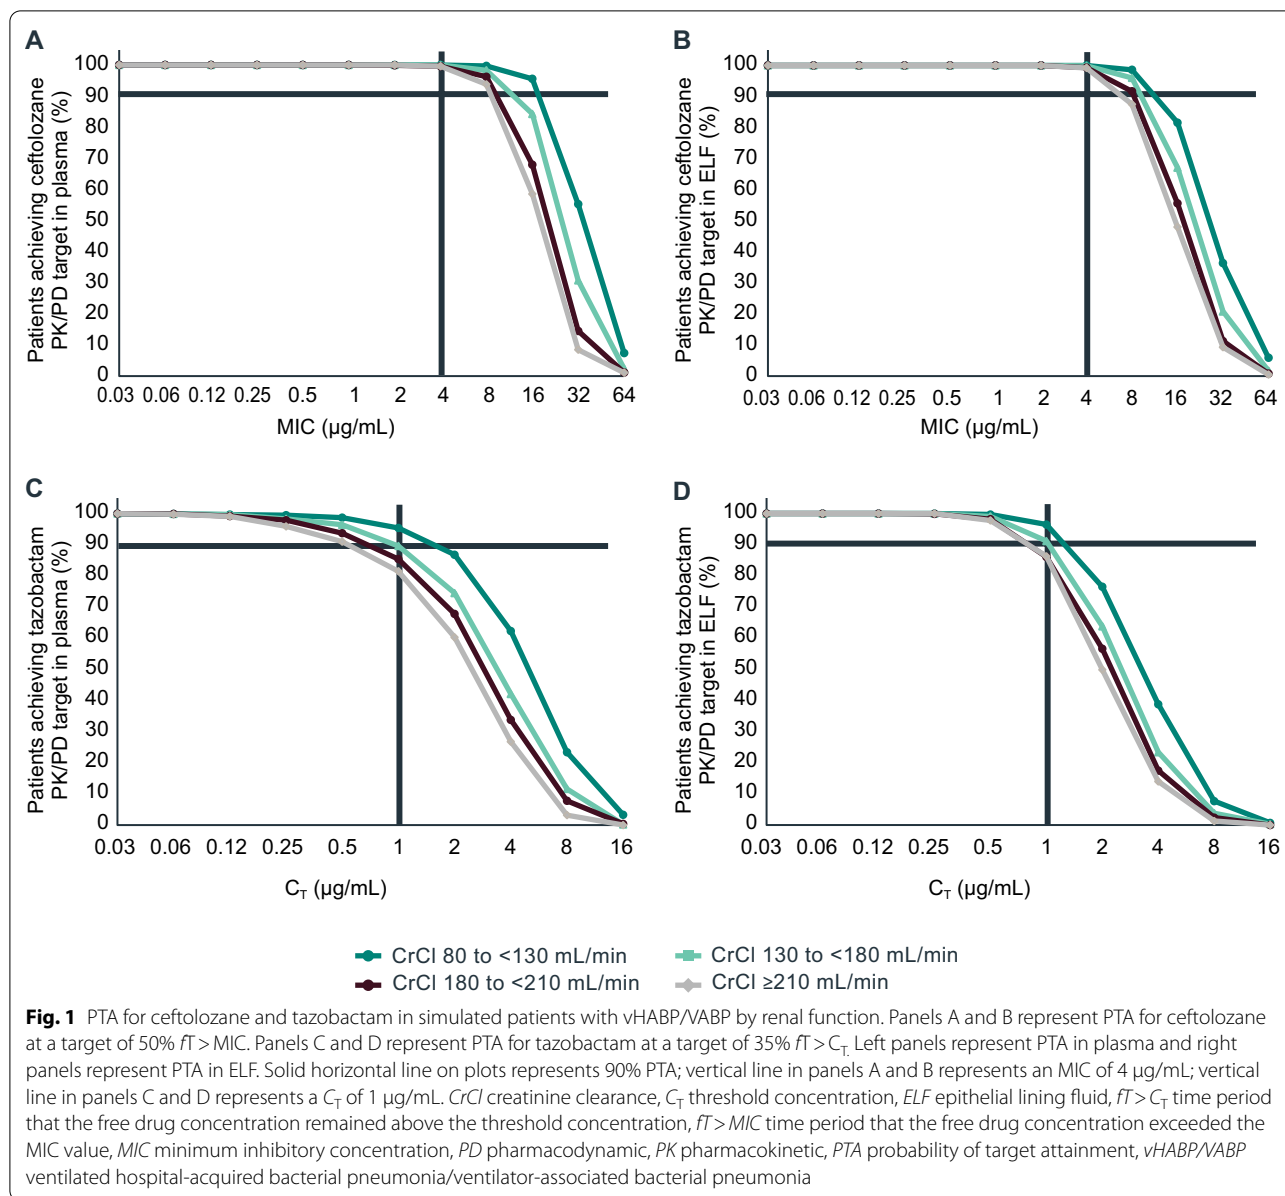 A
Patients achieving ceftolozane
PK/PD target in plasma (%)
100
90
80
70
60
50
40
30
20
10
0
0.03 0.06 0.12 0.25 0.5 1 2 4 8 16 32 64
MIC (µg/mL)
B
Patients achieving ceftolozane
PK/PD target in ELF (%)
100
90
80
70
60
50
40
30
20
10
0
0.03 0.06 0.12 0.25 0.5 1 2 4 8 16 32 64
MIC (µg/mL)
C
Patients achieving tazobactam
PK/PD target in plasma (%)
100
90
80
70
60
50
40
30
20
10
0
0.03 0.06 0.12 0.25 0.5 1 2 4 8 16
C_T (µg/mL)
D
Patients achieving tazobactam
PK/PD target in ELF (%)
100
90
80
70
60
50
40
30
20
10
0
0.03 0.06 0.12 0.25 0.5 1 2 4 8 16
C_T (µg/mL)
CrCl 80 to <130 mL/min CrCl 130 to <180 mL/min
CrCl 180 to <210 mL/min CrCl ≥210 mL/min
Fig. 1 PTA for ceftolozane and tazobactam in simulated patients with vHABP/VABP by renal function. Panels A and B represent PTA for ceftolozane
at a target of 50% fT > MIC. Panels C and D represent PTA for tazobactam at a target of 35% fT > C_T. Left panels represent PTA in plasma and right
panels represent PTA in ELF. Solid horizontal line on plots represents 90% PTA; vertical line in panels A and B represents an MIC of 4 µg/mL; vertical
line in panels C and D represents a C_T of 1 µg/mL. CrCl creatinine clearance, C_T threshold concentration, ELF epithelial lining fluid, fT > C_T time period
that the free drug concentration remained above the threshold concentration, fT > MIC time period that the free drug concentration exceeded the
MIC value, MIC minimum inhibitory concentration, PD pharmacodynamic, PK pharmacokinetic, PTA probability of target attainment, vHABP/VABP
ventilated hospital-acquired bacterial pneumonia/ventilator-associated bacterial pneumonia